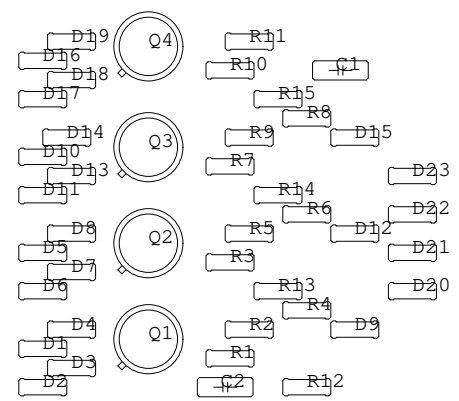 D19 Q4 R11
D16 R10 C1
D18
D17 R15
R8
D14 Q3 R9 D15
D10 R7
D13 D23
D11 R14
R6 D22
D8 Q2 R5 D12
D5 R3 D21
D7
D6 R13 D20
R4
D4 Q1 R2 D9
D1 R1
D3
D2 C2 R12